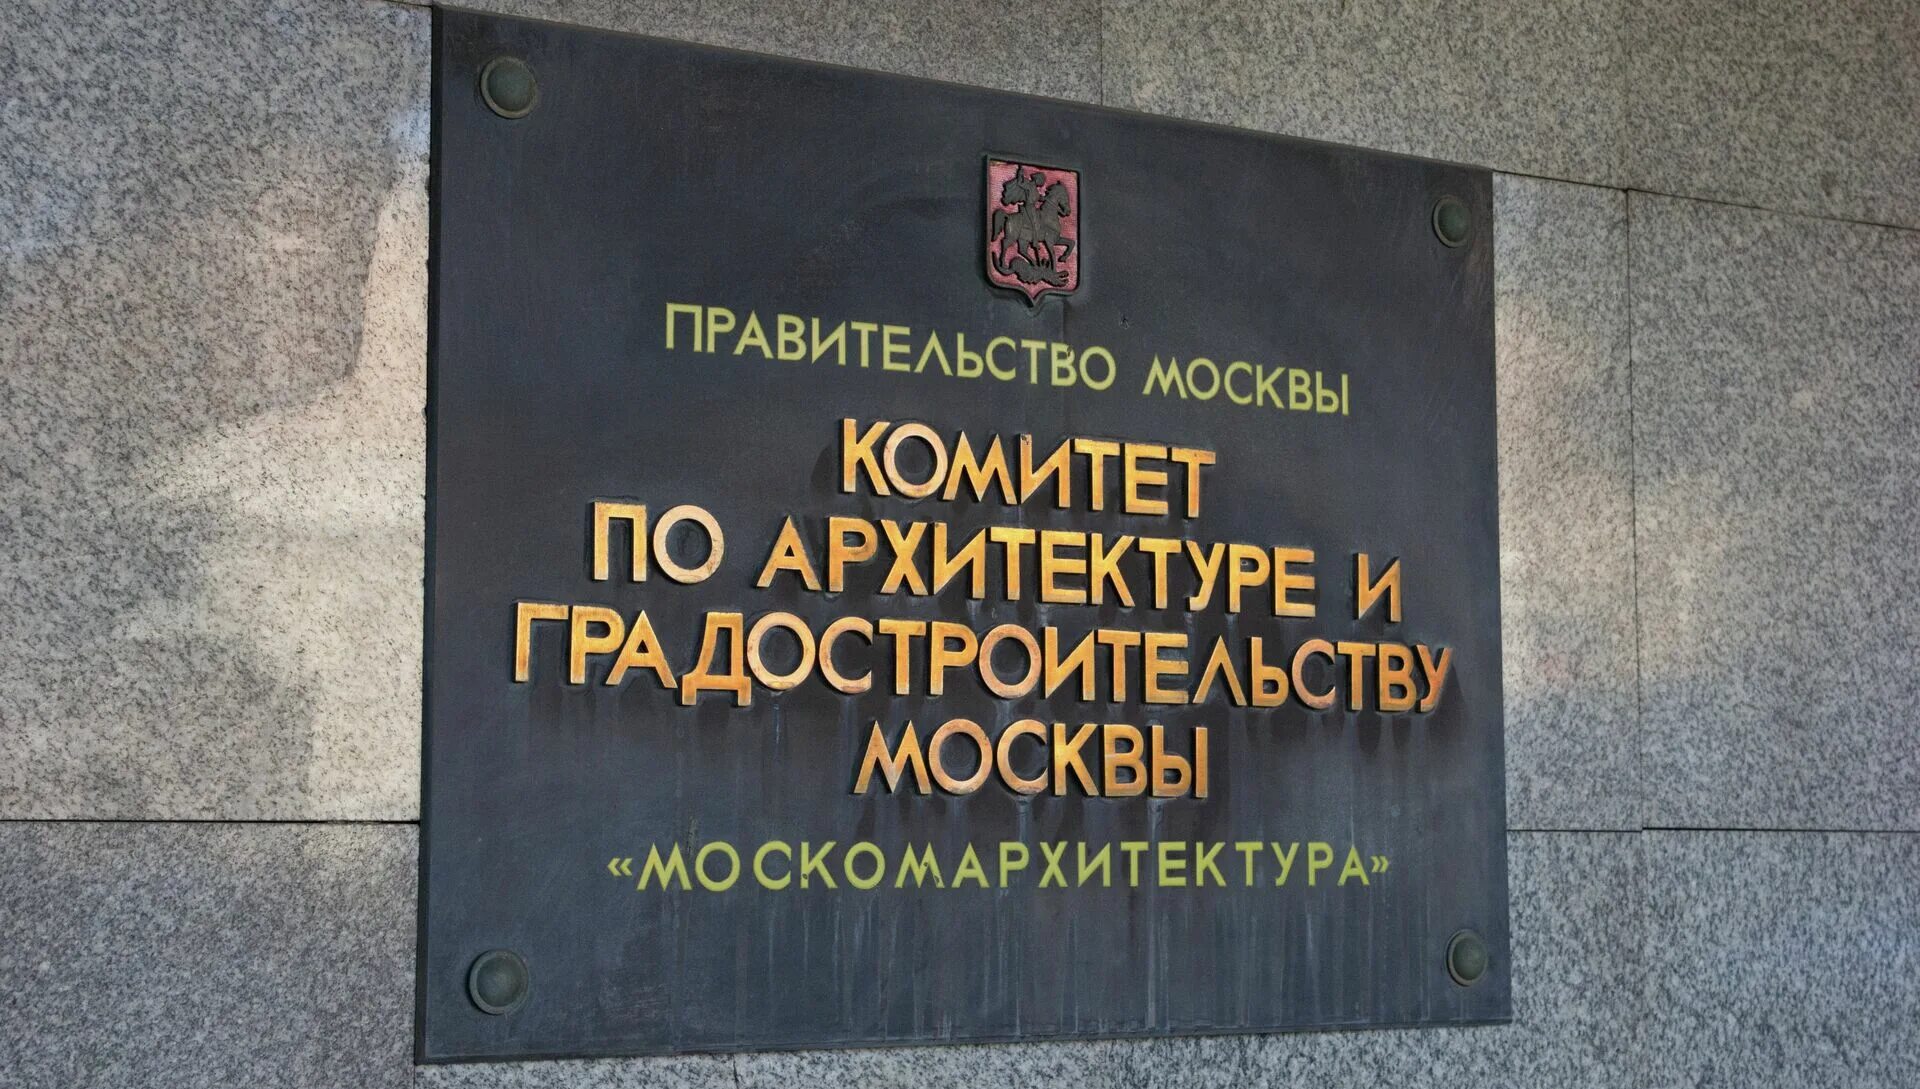 ПРАВИТЕЛЬСТВО МОСКВЫ
КОМИТЕТ
ПО АРХИТЕКТУРЕ И
ГРАДОСТРОИТЕЛЬСТВУ
МОСКВЫ
«МОСКОМАРХИТЕКТУРА»